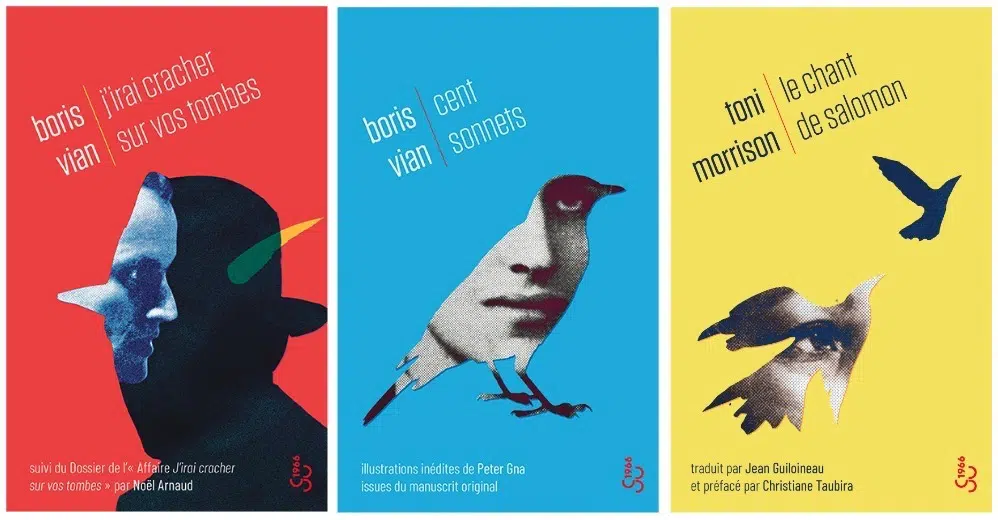 boris
vian
j'irai cracher
sur vos tombes
suivi du Dossier de l'« Affaire J'irai cracher
sur vos tombes » par Noël Arnaud
1966
boris
vian
cent
sonnets
illustrations inédites de Peter Gna
issues du manuscrit original
1966
toni
morrison
le chant
de salomon
traduit par Jean Guiloineau
et préfacé par Christiane Taubira
1966